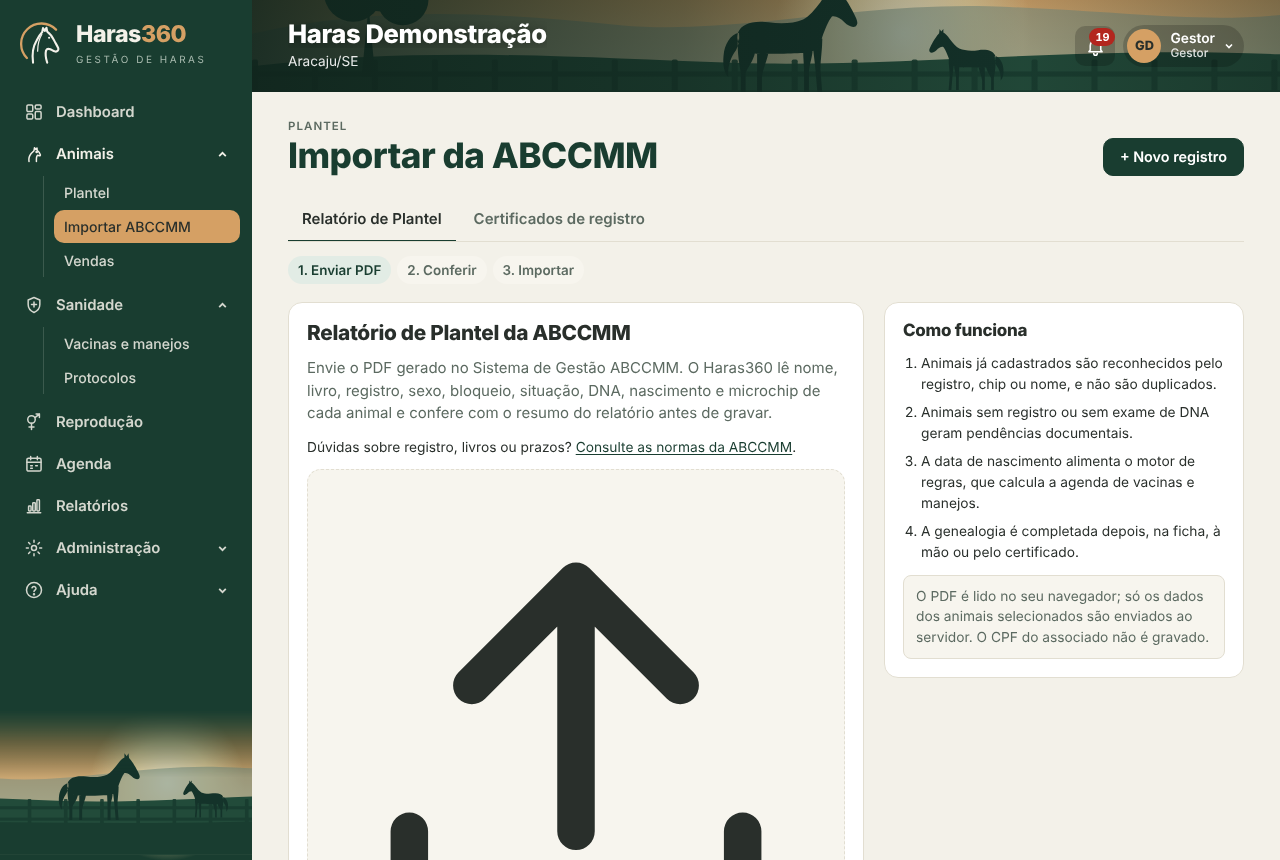 Haras360
GESTÃO DE HARAS
Dashboard
Animais
Plantel
Importar ABCCMM
Vendas
Sanidade
Vacinas e manejos
Protocolos
Reprodução
Agenda
Relatórios
Administração
Ajuda
Haras Demonstração
Aracaju/SE
19
GD
Gestor
Gestor
PLANTEL
Importar da ABCCMM
+ Novo registro
Relatório de Plantel
Certificados de registro
1. Enviar PDF
2. Conferir
3. Importar
Relatório de Plantel da ABCCMM
Envie o PDF gerado no Sistema de Gestão ABCCMM. O Haras360 lê nome,
livro, registro, sexo, bloqueio, situação, DNA, nascimento e microchip de
cada animal e confere com o resumo do relatório antes de gravar.
Dúvidas sobre registro, livros ou prazos? Consulte as normas da ABCCMM.
Como funciona
1. Animais já cadastrados são reconhecidos pelo
registro, chip ou nome, e não são duplicados.
2. Animais sem registro ou sem exame de DNA
geram pendências documentais.
3. A data de nascimento alimenta o motor de
regras, que calcula a agenda de vacinas e
manejos.
4. A genealogia é completada depois, na ficha, à
mão ou pelo certificado.
O PDF é lido no seu navegador; só os dados
dos animais selecionados são enviados ao
servidor. O CPF do associado não é gravado.